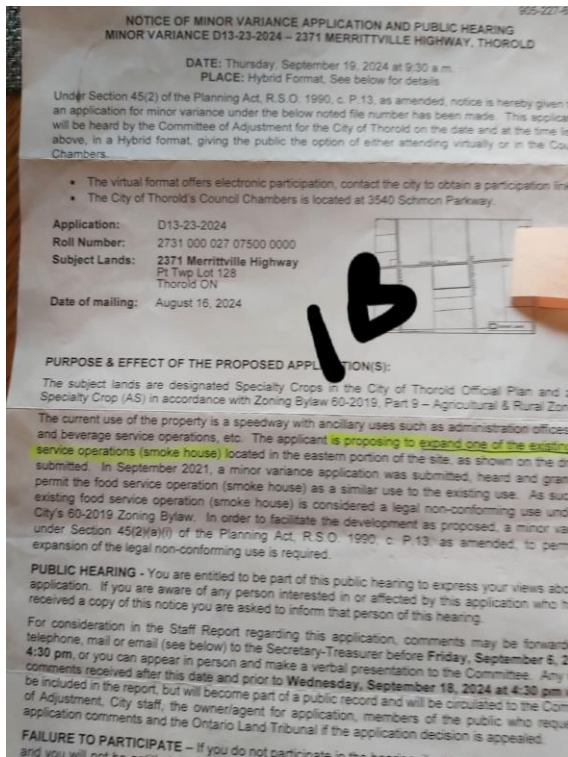 905-227-6
NOTICE OF MINOR VARIANCE APPLICATION AND PUBLIC HEARING
MINOR VARIANCE D13-23-2024 – 2371 MERRITTVILLE HIGHWAY, THOROLD
DATE: Thursday, September 19, 2024 at 9:30 a.m.
PLACE: Hybrid Format, See below for details
Under Section 45(2) of the Planning Act, R.S.O. 1990, c. P.13, as amended, notice is hereby given
an application for minor variance under the below noted file number has been made. This
will be heard by the Committee of Adjustment for the City of Thorold on the date and at the time
above, in a Hybrid format, giving the public the option of either attending virtually or in the
Chambers.
• The virtual format offers electronic participation, contact the city to obtain a participation
• The City of Thorold's Council Chambers is located at 3540 Schmon Parkway.
Application: D13-23-2024
Roll Number: 2731 000 027 07500 0000
Subject Lands: 2371 Merrittville Highway
Pt Twp Lot 128
Thorold ON
Date of mailing: August 16, 2024
1B
PURPOSE & EFFECT OF THE PROPOSED APPL TION(S):
The subject lands are designated Specialty Crops in the City of Thorold Official Plan and
Specialty Crop (AS) in accordance with Zoning Bylaw 60-2019, Part 9 – Agricultural & Rural
The current use of the property is a speedway with ancillary uses such as administration offices
and beverage service operations, etc. The applicant is proposing to expand one of the existing
service operations (smoke house) located in the eastern portion of the site, as shown on the
submitted. In September 2021, a minor variance application was submitted, heard and
permit the food service operation (smoke house) as a similar use to the existing use. As
existing food service operation (smoke house) is considered a legal non-conforming use
City's 60-2019 Zoning Bylaw. In order to facilitate the development as proposed, a minor
under Section 45(2)(a)(i) of the Planning Act, R.S.O. 1990, c. P.13, as amended, to
expansion of the legal non-conforming use is required.
PUBLIC HEARING - You are entitled to be part of this public hearing to express your views
application. If you are aware of any person interested in or affected by this application who
received a copy of this notice you are asked to inform that person of this hearing.
For consideration in the Staff Report regarding this application, comments may be
telephone, mail or email (see below) to the Secretary-Treasurer before Friday, September 6,
4:30 pm, or you can appear in person and make a verbal presentation to the Committee. Any
comments received after this date and prior to Wednesday, September 18, 2024 at 4:30 pm
be included in the report, but will become part of a public record and will be circulated to the
of Adjustment, City staff, the owner/agent for application, members of the public who
application comments and the Ontario Land Tribunal if the application decision is appealed.
FAILURE TO PARTICIPATE – If you do not participate in the
and you will not be